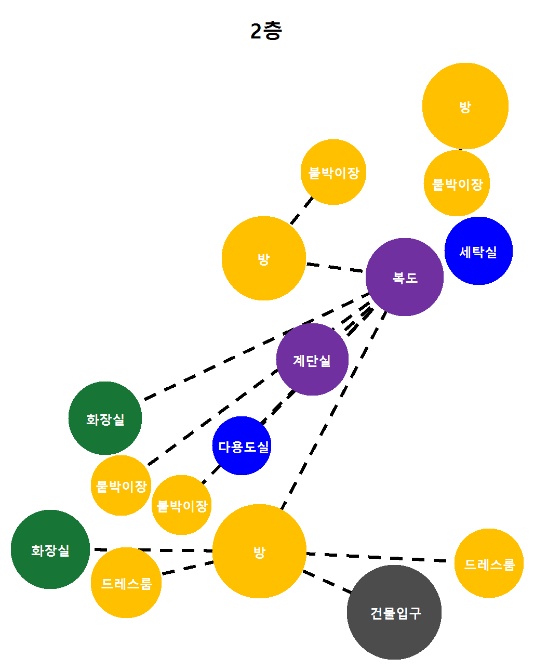 2층
방
붙박이장
붙박이장
세탁실
방
복도
계단실
화장실
다용도실
붙박이장
붙박이장
화장실
방
드레스룸
드레스룸
건물입구